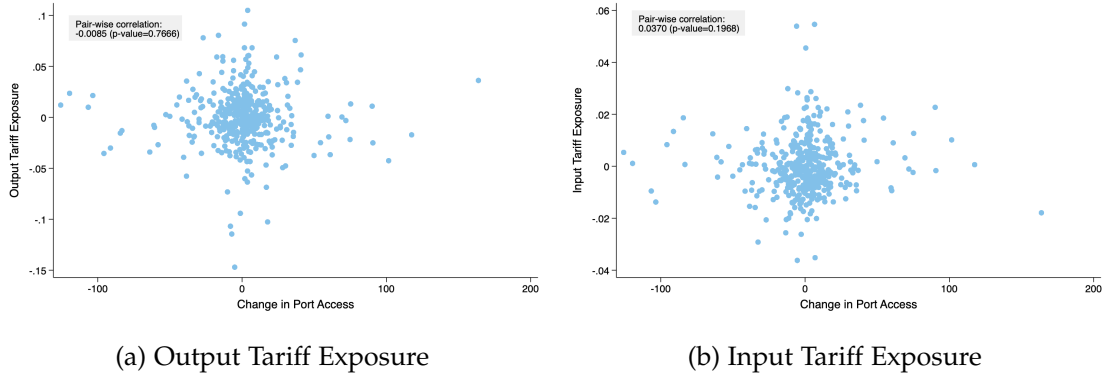 Pair-wise correlation:
-0.0085 (p-value=0.7666)
Output Tariff Exposure
.1
.05
0
-.05
-.1
-.15
-100
0
100
200
Change in Port Access
(a) Output Tariff Exposure
Pair-wise correlation:
0.0370 (p-value=0.1968)
Input Tariff Exposure
.06
.04
.02
0
-.02
-.04
-100
0
100
200
Change in Port Access
(b) Input Tariff Exposure